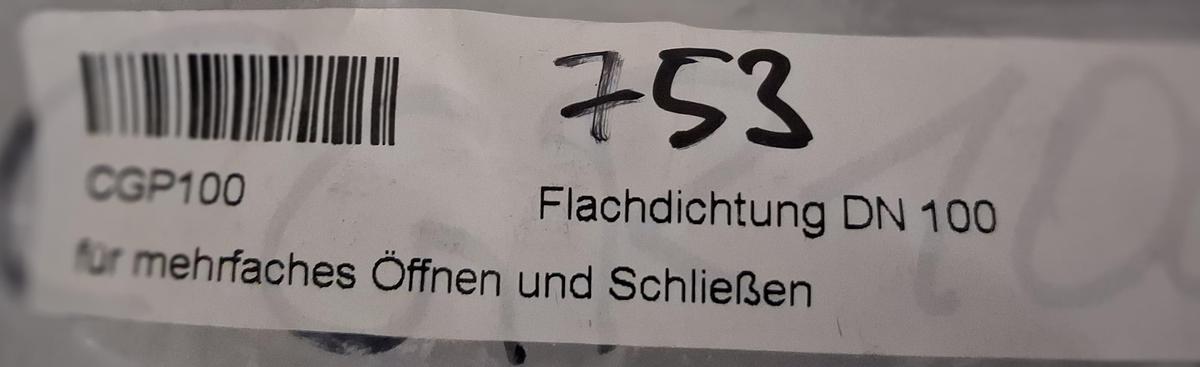 753
CGP100
Flachdichtung DN 100
für mehrfaches Öffnen und Schließen